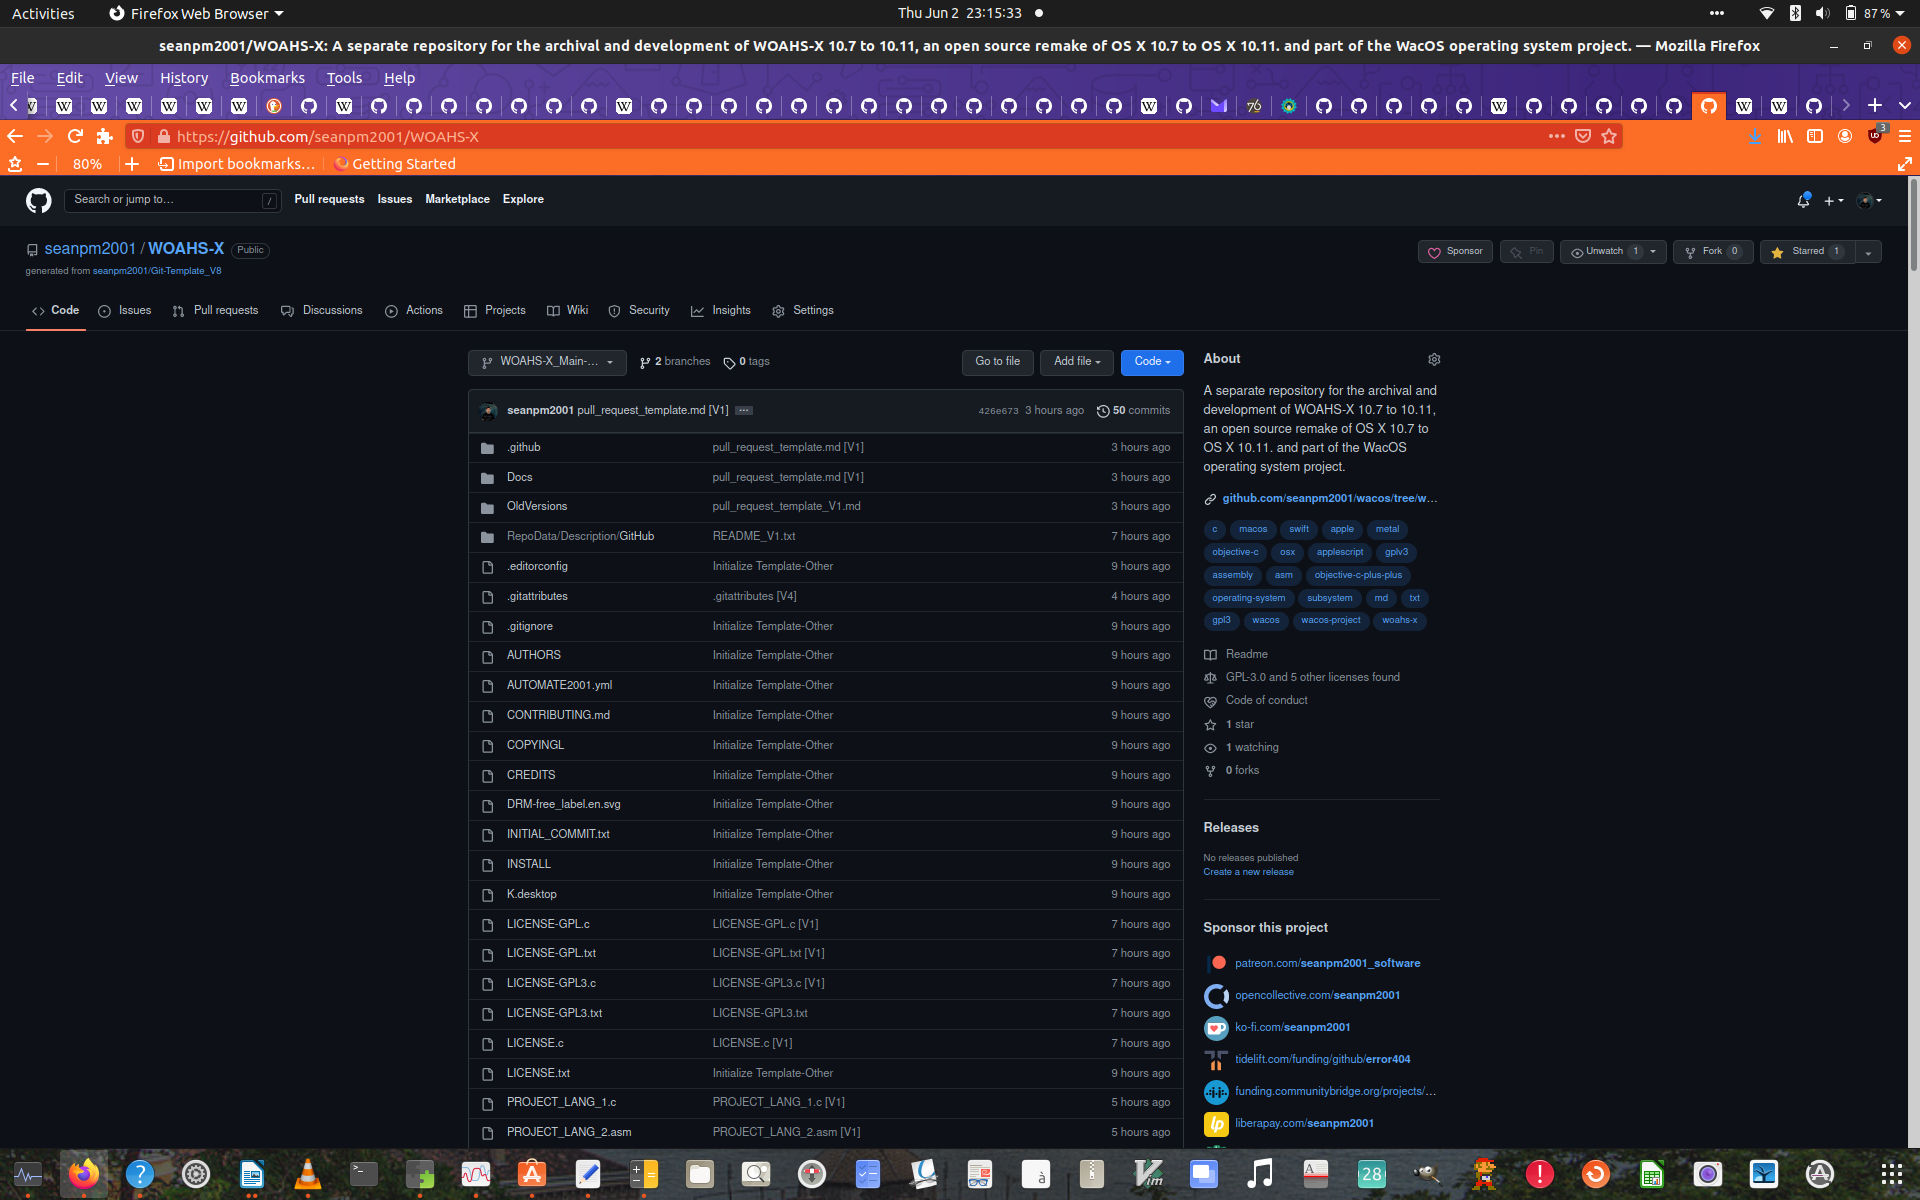 Activities
Firefox Web Browser
Thu Jun 2 23:15:33
87 %
seanpm2001/WOAHS-X: A separate repository for the archival and development of WOAHS-X 10.7 to 10.11, an open source remake of OS X 10.7 to OS X 10.11. and part of the WacOS operating system project. — Mozilla Firefox
File Edit View History Bookmarks Tools Help
https://github.com/seanpm2001/WOAHS-X
3
80%
Import bookmarks…
Getting Started
Search or jump to…
/
Pull requests Issues Marketplace Explore
seanpm2001 / WOAHS-X Public
generated from seanpm2001/Git-Template_V8
Sponsor
Pin
Unwatch 1
Fork 0
Starred 1
Code Issues Pull requests Discussions Actions Projects Wiki Security Insights Settings
WOAHS-X_Main-…
2 branches
0 tags
Go to file
Add file
Code
seanpm2001 pull_request_template.md [V1]
426e673 3 hours ago
50 commits
.github pull_request_template.md [V1] 3 hours ago
Docs pull_request_template.md [V1] 3 hours ago
OldVersions pull_request_template_V1.md 3 hours ago
RepoData/Description/GitHub README_V1.txt 7 hours ago
.editorconfig Initialize Template-Other 9 hours ago
.gitattributes .gitattributes [V4] 4 hours ago
.gitignore Initialize Template-Other 9 hours ago
AUTHORS Initialize Template-Other 9 hours ago
AUTOMATE2001.yml Initialize Template-Other 9 hours ago
CONTRIBUTING.md Initialize Template-Other 9 hours ago
COPYINGL Initialize Template-Other 9 hours ago
CREDITS Initialize Template-Other 9 hours ago
DRM-free_label.en.svg Initialize Template-Other 9 hours ago
INITIAL_COMMIT.txt Initialize Template-Other 9 hours ago
INSTALL Initialize Template-Other 9 hours ago
K.desktop Initialize Template-Other 9 hours ago
LICENSE-GPL.c LICENSE-GPL.c [V1] 7 hours ago
LICENSE-GPL.txt LICENSE-GPL.txt [V1] 7 hours ago
LICENSE-GPL3.c LICENSE-GPL3.c [V1] 7 hours ago
LICENSE-GPL3.txt LICENSE-GPL3.txt 7 hours ago
LICENSE.c LICENSE.c [V1] 7 hours ago
LICENSE.txt Initialize Template-Other 9 hours ago
PROJECT_LANG_1.c PROJECT_LANG_1.c [V1] 5 hours ago
PROJECT_LANG_2.asm PROJECT_LANG_2.asm [V1] 5 hours ago
About
A separate repository for the archival and
development of WOAHS-X 10.7 to 10.11,
an open source remake of OS X 10.7 to
OS X 10.11. and part of the WacOS
operating system project.
github.com/seanpm2001/wacos/tree/w…
c macos swift apple metal
objective-c osx applescript gplv3
assembly asm objective-c-plus-plus
operating-system subsystem md txt
gpl3 wacos wacos-project woahs-x
Readme
GPL-3.0 and 5 other licenses found
Code of conduct
1 star
1 watching
0 forks
Releases
No releases published
Create a new release
Sponsor this project
patreon.com/seanpm2001_software
opencollective.com/seanpm2001
ko-fi.com/seanpm2001
tidelift.com/funding/github/error404
funding.communitybridge.org/projects/…
liberapay.com/seanpm2001
28